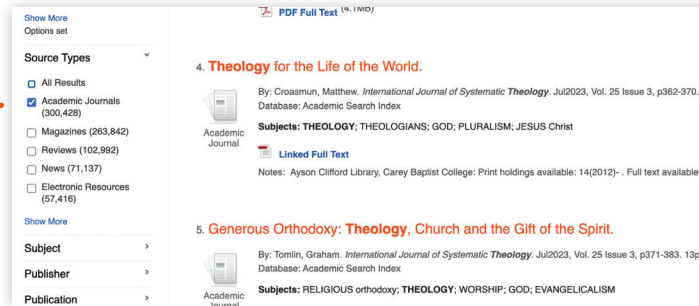 Show More
Options set
Source Types
All Results
Academic Journals
(300,428)
Magazines (263,842)
Reviews (102,992)
News (71,137)
Electronic Resources
(57,416)
Show More
Subject
Publisher
Publication
PDF Full Text (4.1MB)
4. Theology for the Life of the World.
By: Croasmun, Matthew. International Journal of Systematic Theology. Jul2023, Vol. 25 Issue 3, p362-370.
Database: Academic Search Index
Academic
Journal
Subjects: THEOLOGY; THEOLOGIANS; GOD; PLURALISM; JESUS Christ
Linked Full Text
Notes: Ayson Clifford Library, Carey Baptist College: Print holdings available: 14(2012)- . Full text available
5. Generous Orthodoxy: Theology, Church and the Gift of the Spirit.
By: Tomlin, Graham. International Journal of Systematic Theology. Jul2023, Vol. 25 Issue 3, p371-383. 13p
Database: Academic Search Index
Academic
Journal
Subjects: RELIGIOUS orthodoxy; THEOLOGY; WORSHIP; GOD; EVANGELICALISM